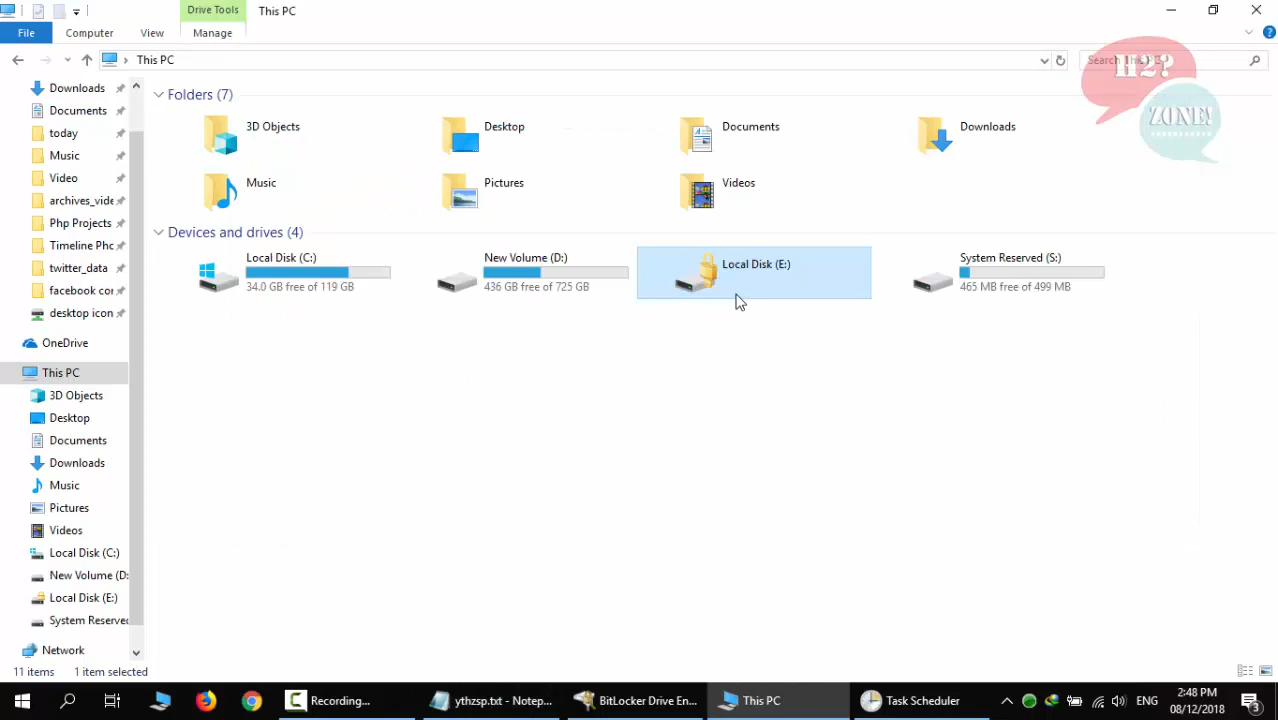 Drive Tools
This PC
File
Computer
View
Manage
This PC
Search This PC
H2?
ZONE!
Downloads
Documents
today
Music
Video
archives_vide
Php Projects
Timeline Pho
twitter_data
facebook cor
desktop icon
OneDrive
This PC
3D Objects
Desktop
Documents
Downloads
Music
Pictures
Videos
Local Disk (C:)
New Volume (D:
Local Disk (E:)
System Reserved
Network
Folders (7)
3D Objects
Desktop
Documents
Downloads
Music
Pictures
Videos
Devices and drives (4)
Local Disk (C:)
34.0 GB free of 119 GB
New Volume (D:)
436 GB free of 725 GB
Local Disk (E:)
System Reserved (S:)
465 MB free of 499 MB
11 items
1 item selected
Recording...
ythzsp.txt - Notep...
BitLocker Drive En...
This PC
Task Scheduler
ENG
2:48 PM
08/12/2018
3